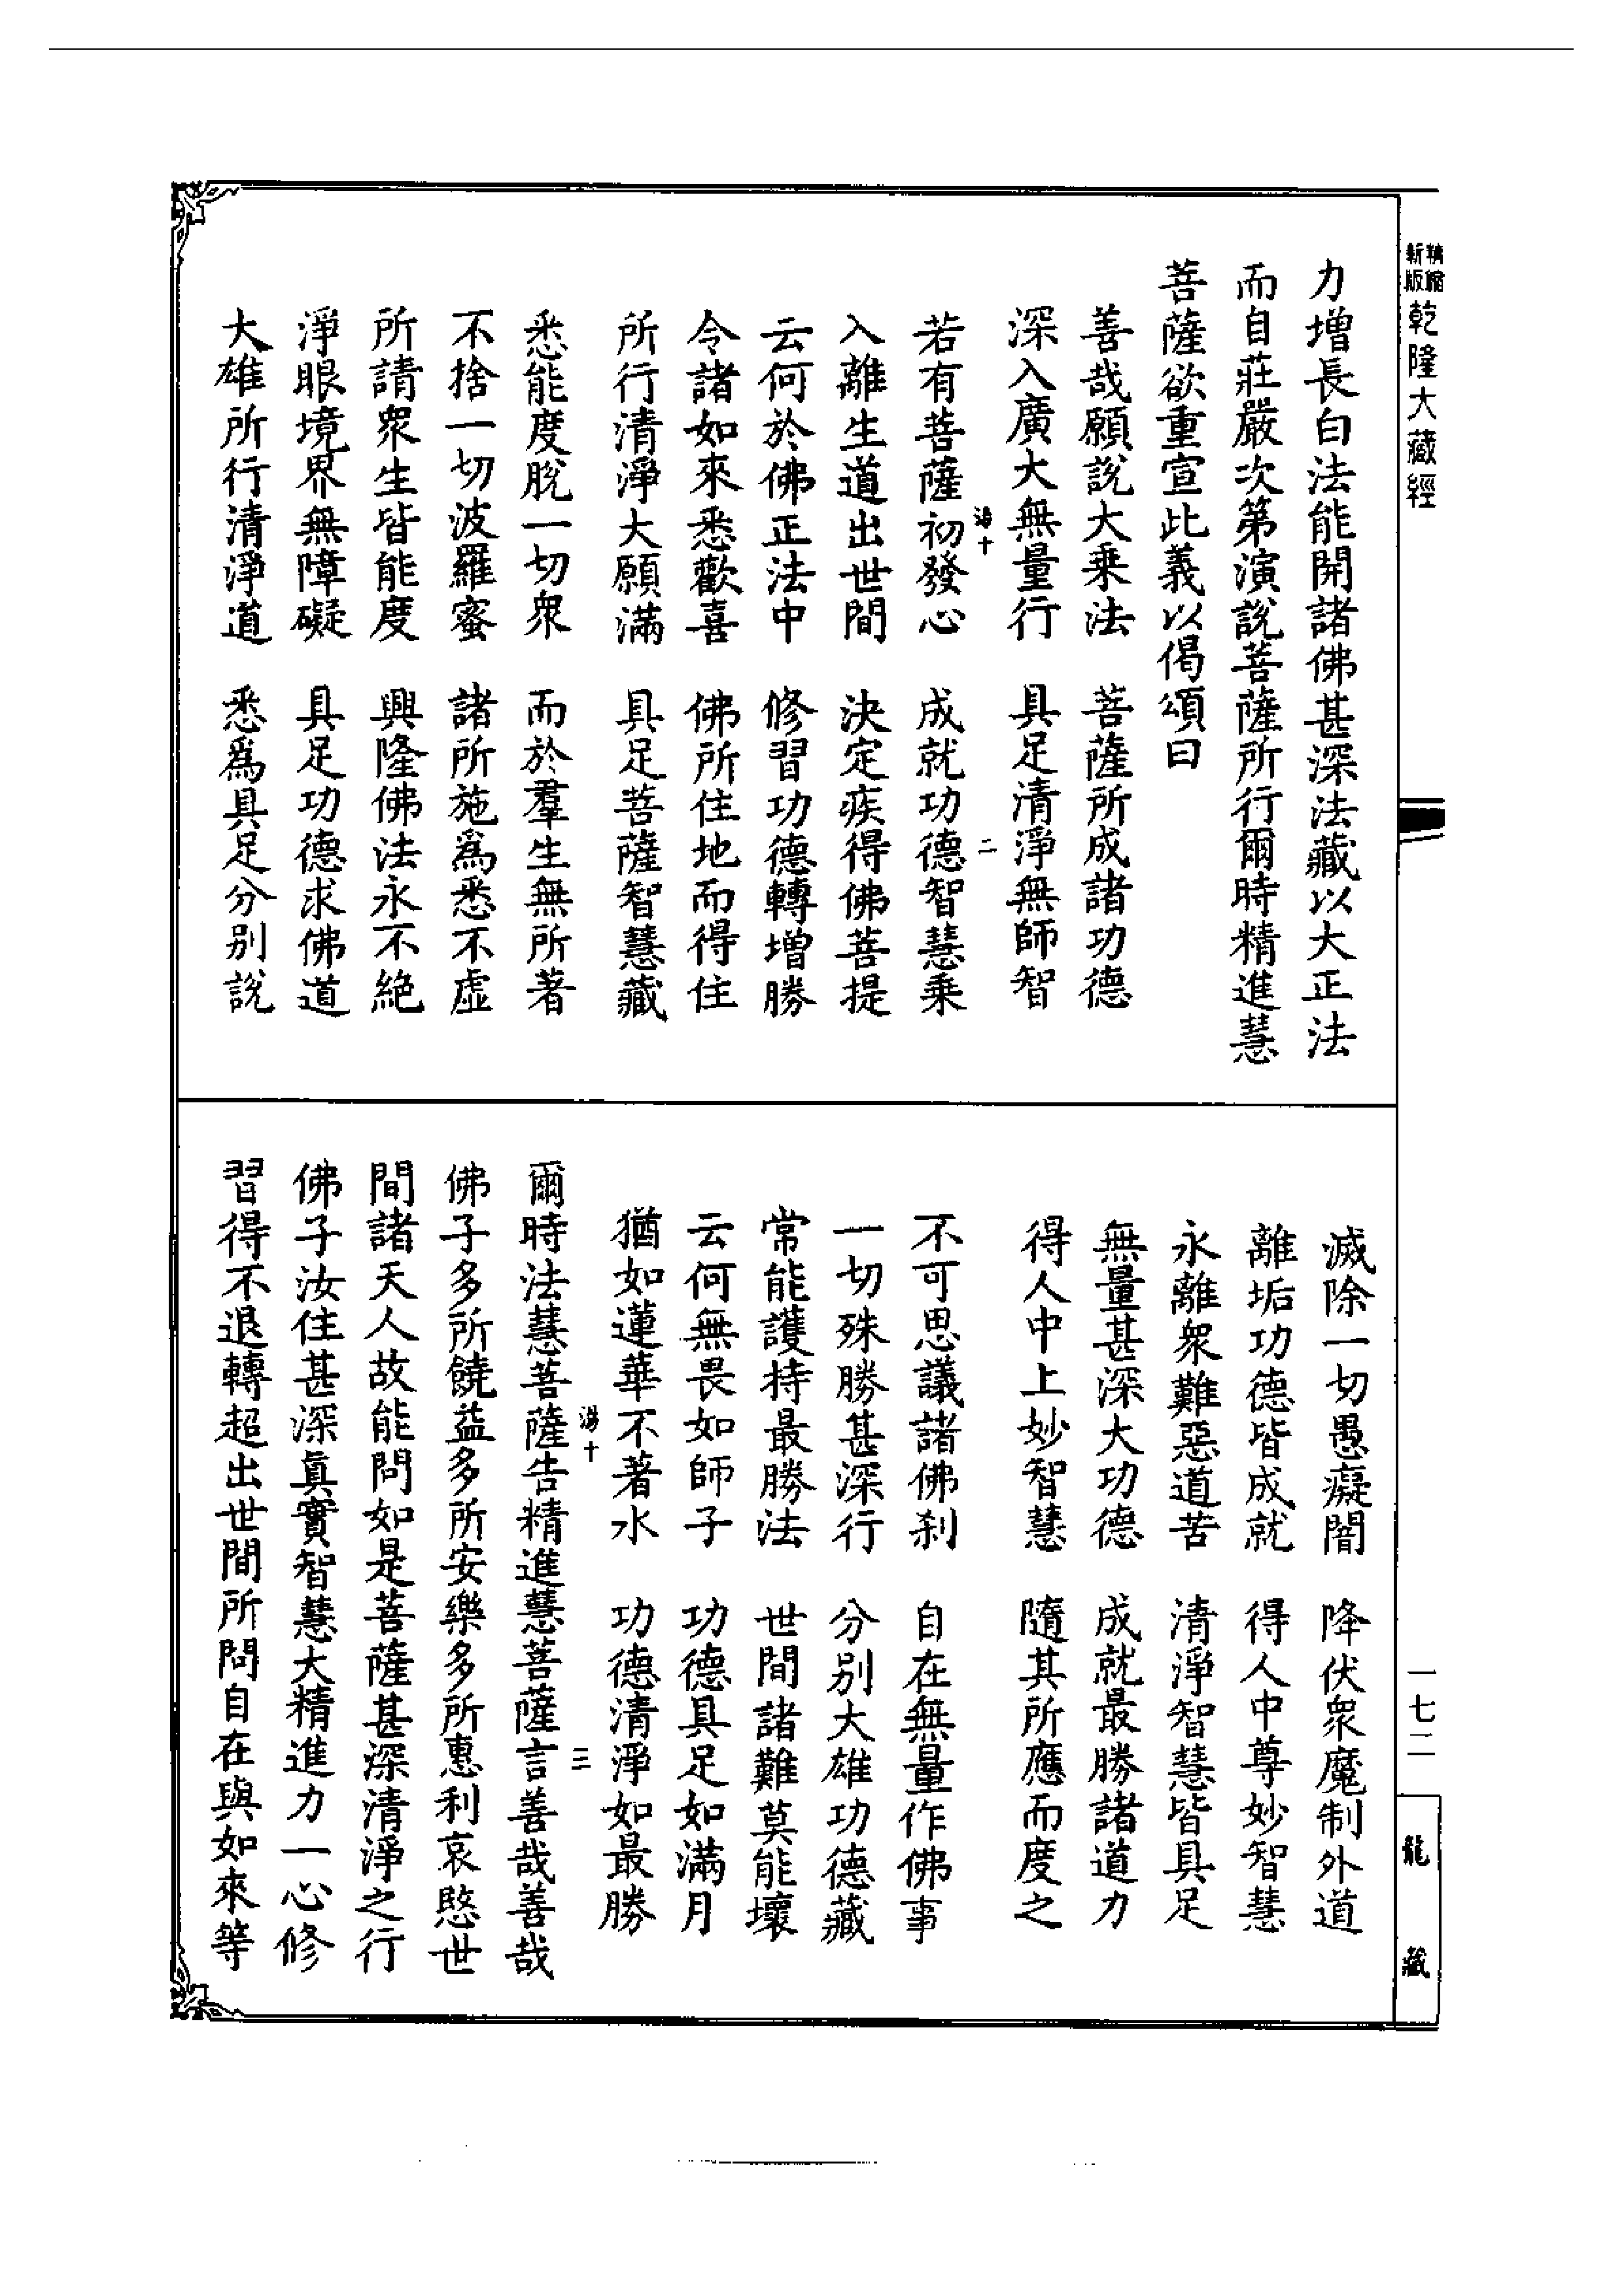 精縮新版乾隆大藏經
力增長白法能開諸佛甚深法藏以大正法
而自莊嚴次第演說菩薩所行爾時精進慧
菩薩欲重宣此義以偈頌曰
善哉願說大乗法　菩薩所成諸功德
深入廣大無量行　具足清淨無師智
湯十　二
若有菩薩初發心　成就功德智慧乗
入離生道出世間　決定疾得佛菩提
云何於佛正法中　修習功德轉增勝
令諸如來悉歡喜　佛所住地而得住
所行清淨大願滿　具足菩薩智慧藏
悉能度脫一切衆　而於羣生無所著
不捨一切波羅蜜　諸所施爲悉不虛
所請衆生皆能度　興隆佛法永不絕
淨眼境界無障礙　具足功德求佛道
大雄所行清淨道　悉爲具足分別說
滅除一切愚癡闇　降伏衆魔制外道
離垢功德皆成就　得人中尊妙智慧
永離衆難惡道苦　清淨智慧皆具足
無量甚深大功德　成就最勝諸道力
得人中上妙智慧　隨其所應而度之
不可思議諸佛刹　自在無量作佛事
一切殊勝甚深行　分別大雄功德藏
常能護持最勝法　世間諸難莫能壞
云何無畏如師子　功德具足如滿月
猶如蓮華不著水　功德清淨如最勝
湯十　三
爾時法慧菩薩告精進慧菩薩言善哉善哉
佛子多所饒益多所安樂多所惠利哀愍世
間諸天人故能問如是菩薩甚深清淨之行
佛子汝住甚深真實智慧大精進力一心修
習得不退轉超出世間所問自在與如來等
一七二
龍藏